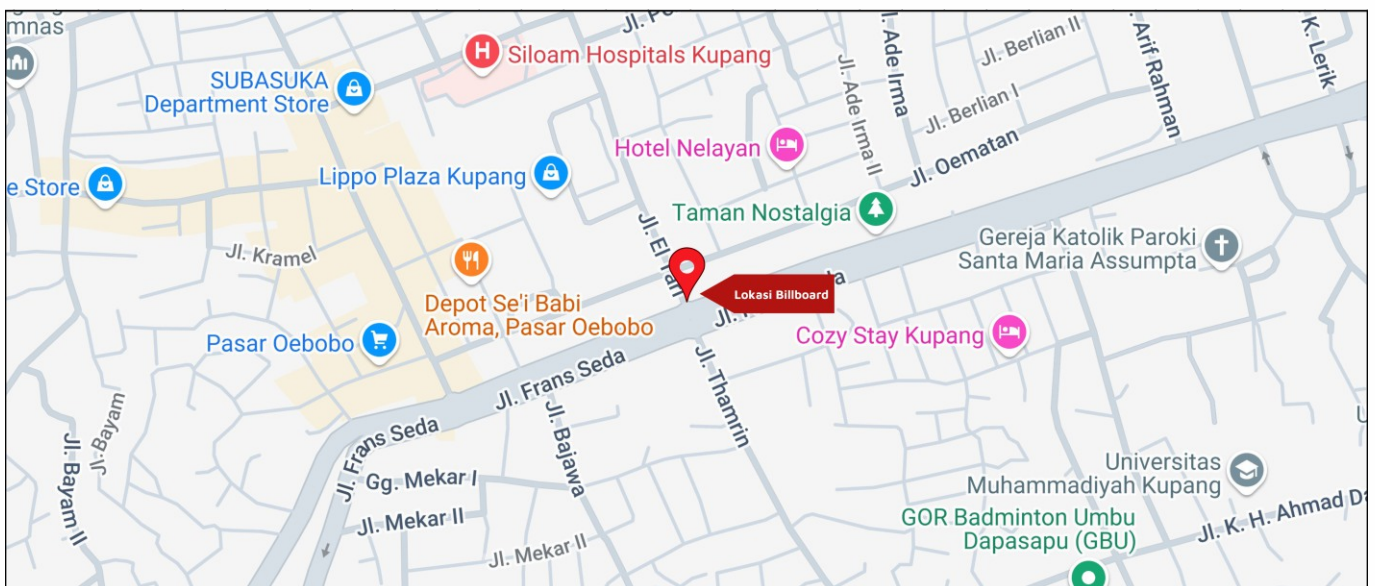 mnas
Jl. Po
Siloam Hospitals Kupang
SUBASUKA
Department Store
Jl. Ade Irma
Jl. Ade Irma II
Jl. Berlian II
Jl. Berlian I
. Arif Rahman
K. Lerik
Hotel Nelayan
Jl. Oematan
e Store
Lippo Plaza Kupang
Taman Nostalgia
Jl. El Tari
Jl. Kramel
Gereja Katolik Paroki
Santa Maria Assumpta
Lokasi Billboard
Depot Se'i Babi
Aroma, Pasar Oebobo
Pasar Oebobo
Cozy Stay Kupang
Jl. Frans Seda
Jl. Thamrin
Jl. Bayam
Jl. Bayam II
Jl. Frans Seda
Jl. Bajawa
Gg. Mekar I
Jl. Mekar II
Jl. Mekar II
Universitas
Muhammadiyah Kupang
GOR Badminton Umbu
Dapasapu (GBU)
Jl. K. H. Ahmad Da